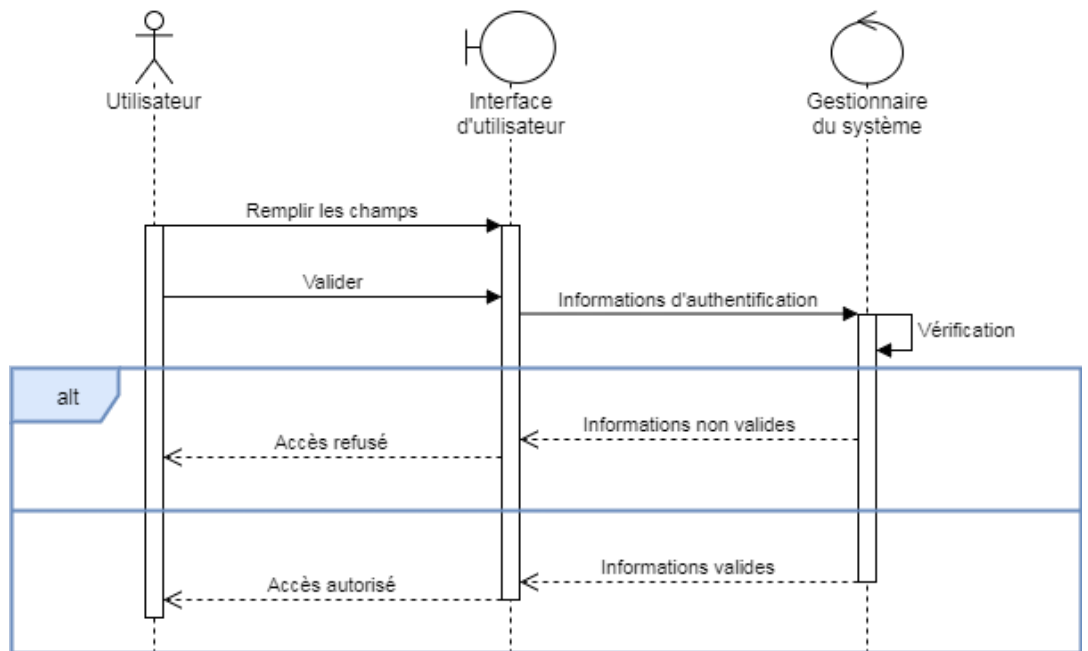 Utilisateur
Interface
d'utilisateur
Gestionnaire
du système
Remplir les champs
Valider
Informations d'authentification
Vérification
alt
Informations non valides
Accès refusé
Informations valides
Accès autorisé